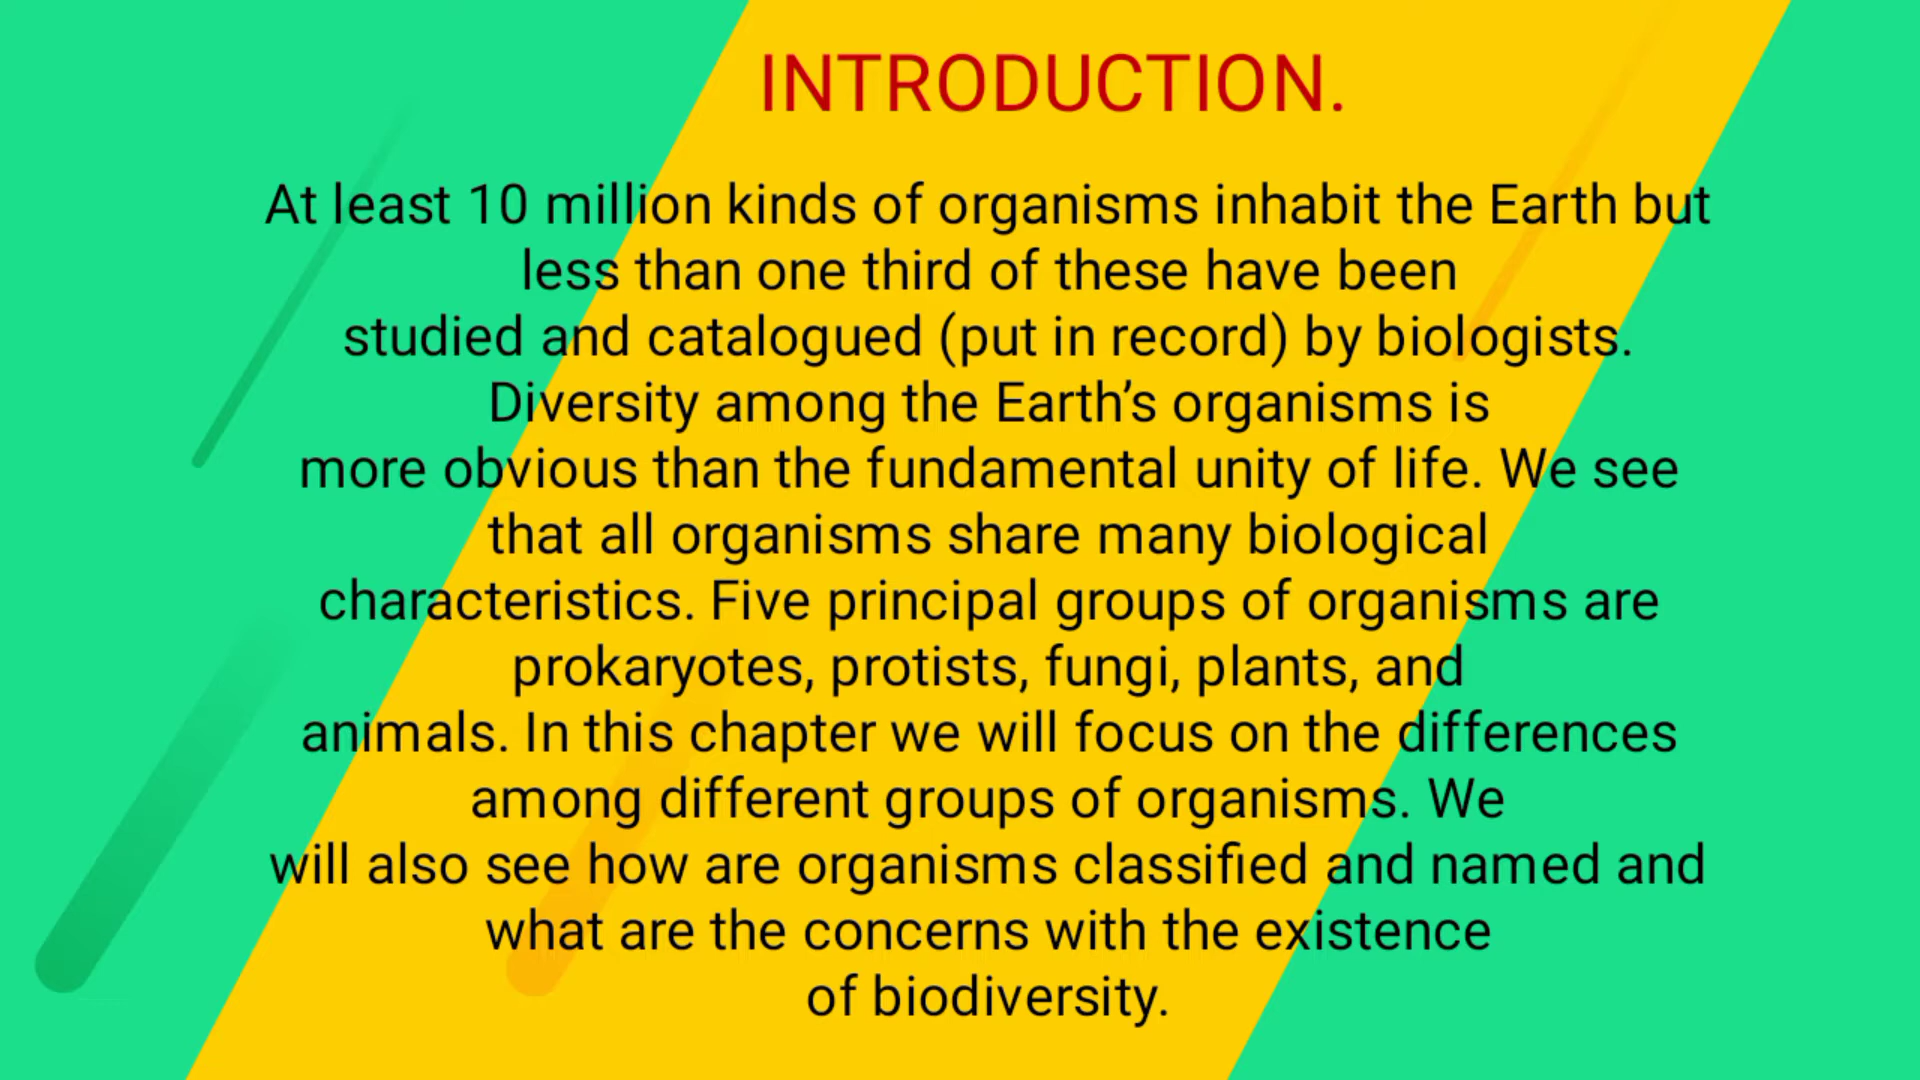 INTRODUCTION.
At least 10 million kinds of organisms inhabit the Earth but
less than one third of these have been
studied and catalogued (put in record) by biologists.
Diversity among the Earth’s organisms is
more obvious than the fundamental unity of life. We see
that all organisms share many biological
characteristics. Five principal groups of organisms are
prokaryotes, protists, fungi, plants, and
animals. In this chapter we will focus on the differences
among different groups of organisms. We
will also see how are organisms classified and named and
what are the concerns with the existence
of biodiversity.